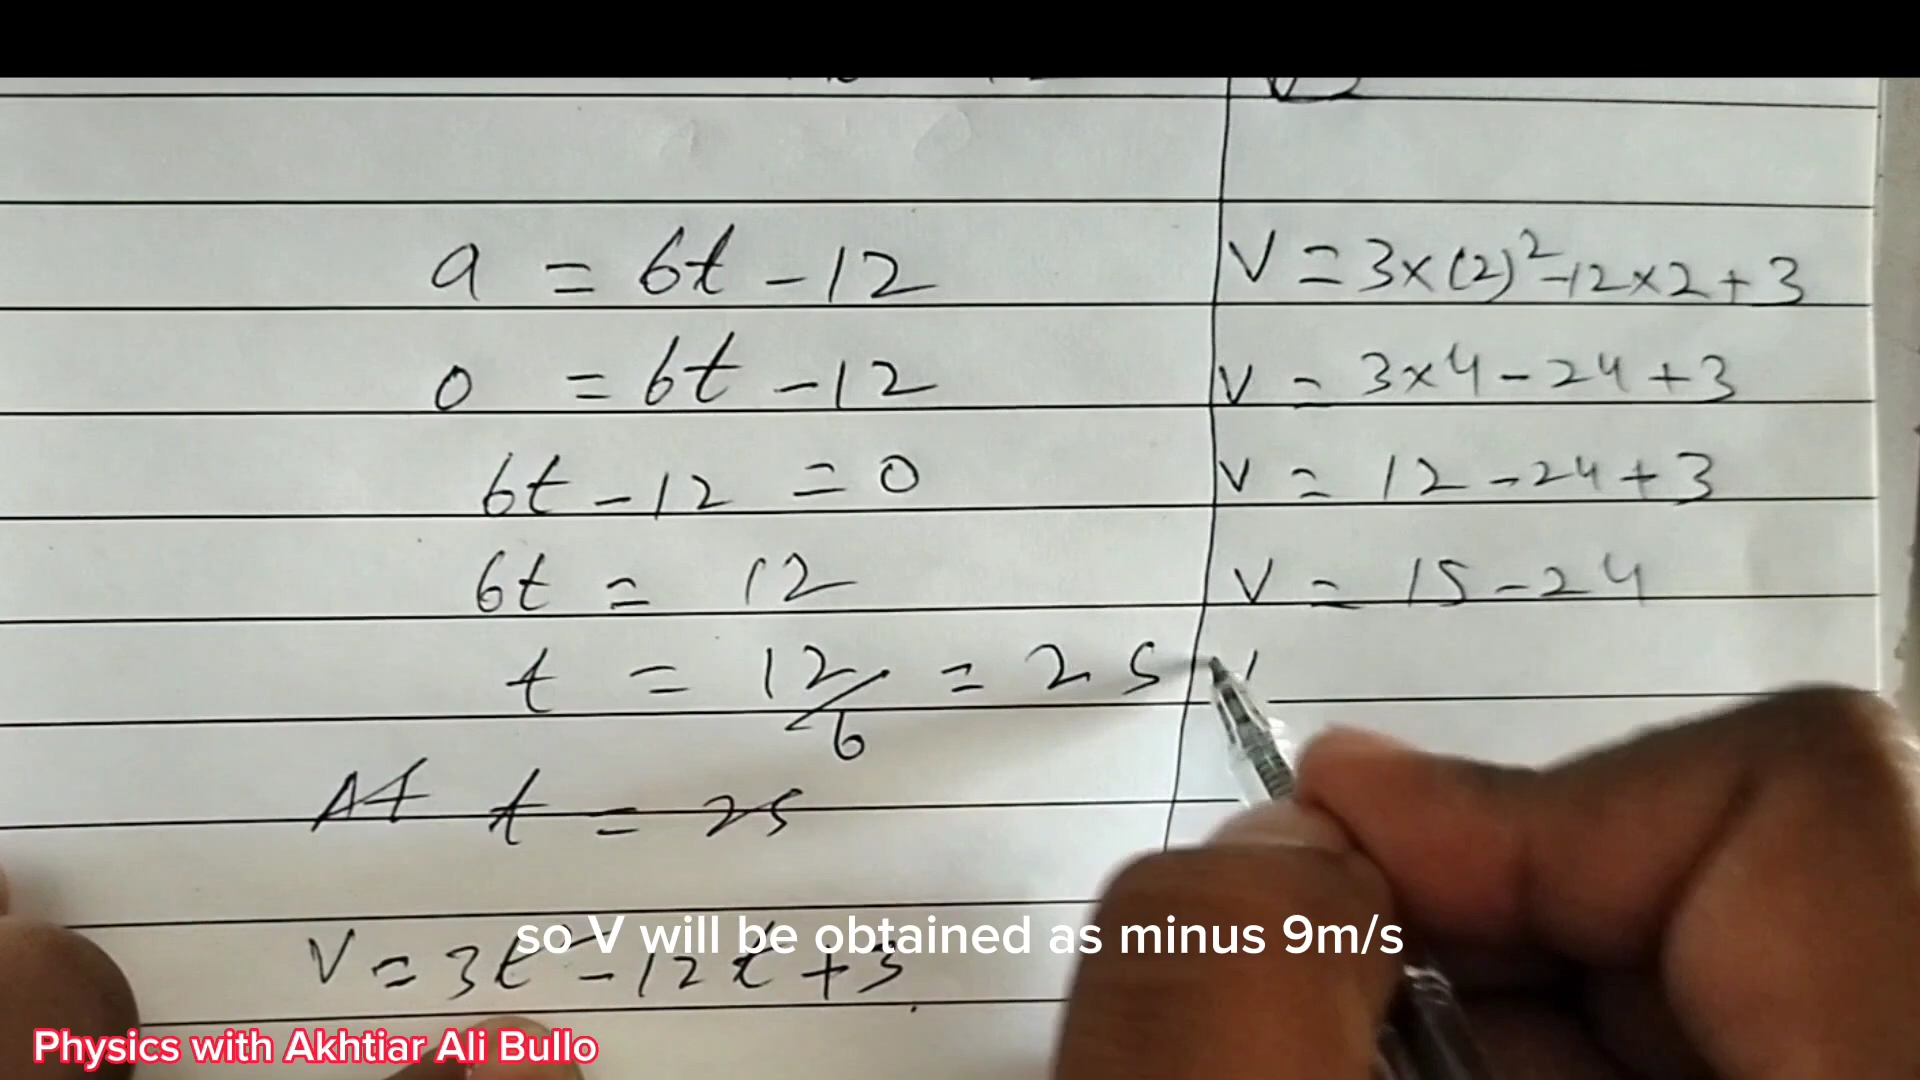 a = 6t - 12
0 = 6t - 12
6t - 12 = 0
6t = 12
t = 12/6 = 2 s
At t = 2s
V = 3t² - 12t + 3
V = 3×(2)² - 12×2 + 3
V = 3×4 - 24 + 3
V = 12 - 24 + 3
V = 15 - 24
so V will be obtained as minus 9m/s
Physics with Akhtiar Ali Bullo